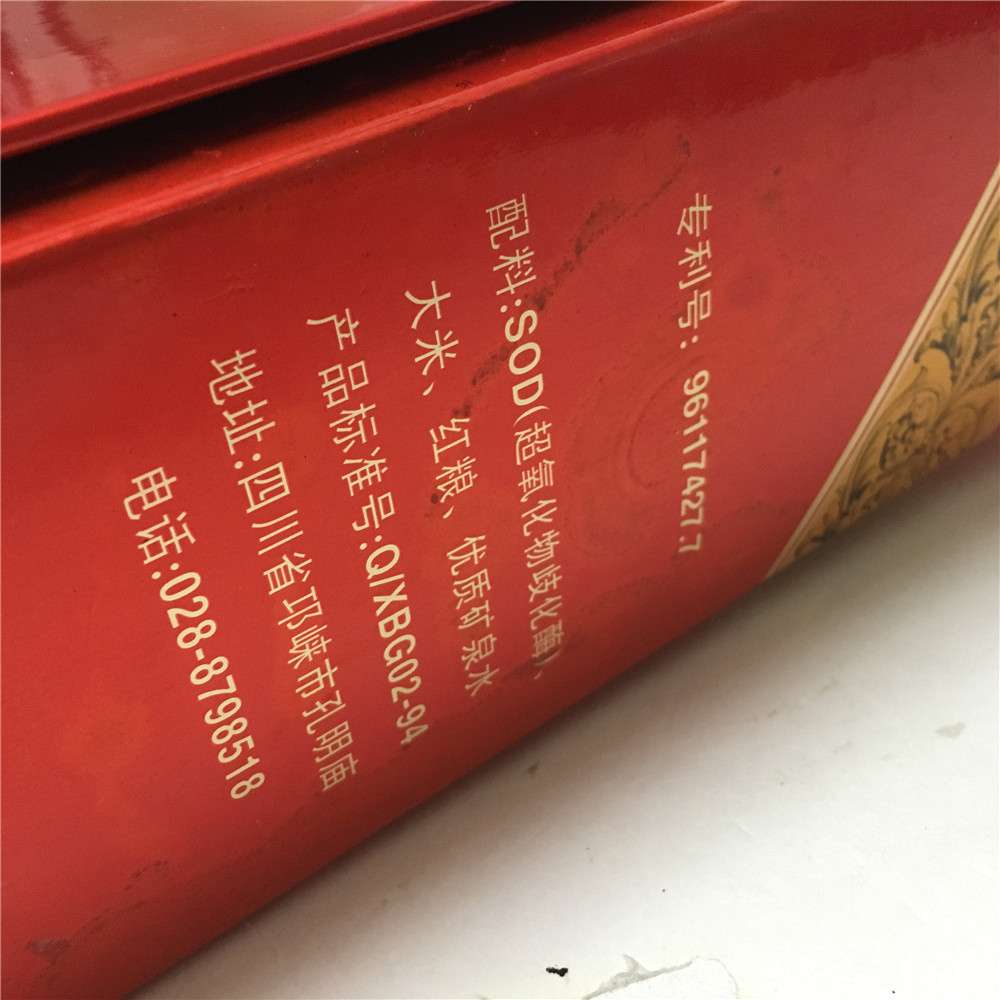 专利号：96117427.7
配料:SOD(超氧化物歧化酶)、
大米、红粮、优质矿泉水
产品标准号:Q/XBG02-94
地址:四川省邛崃市孔明庙
电话:028-8798518